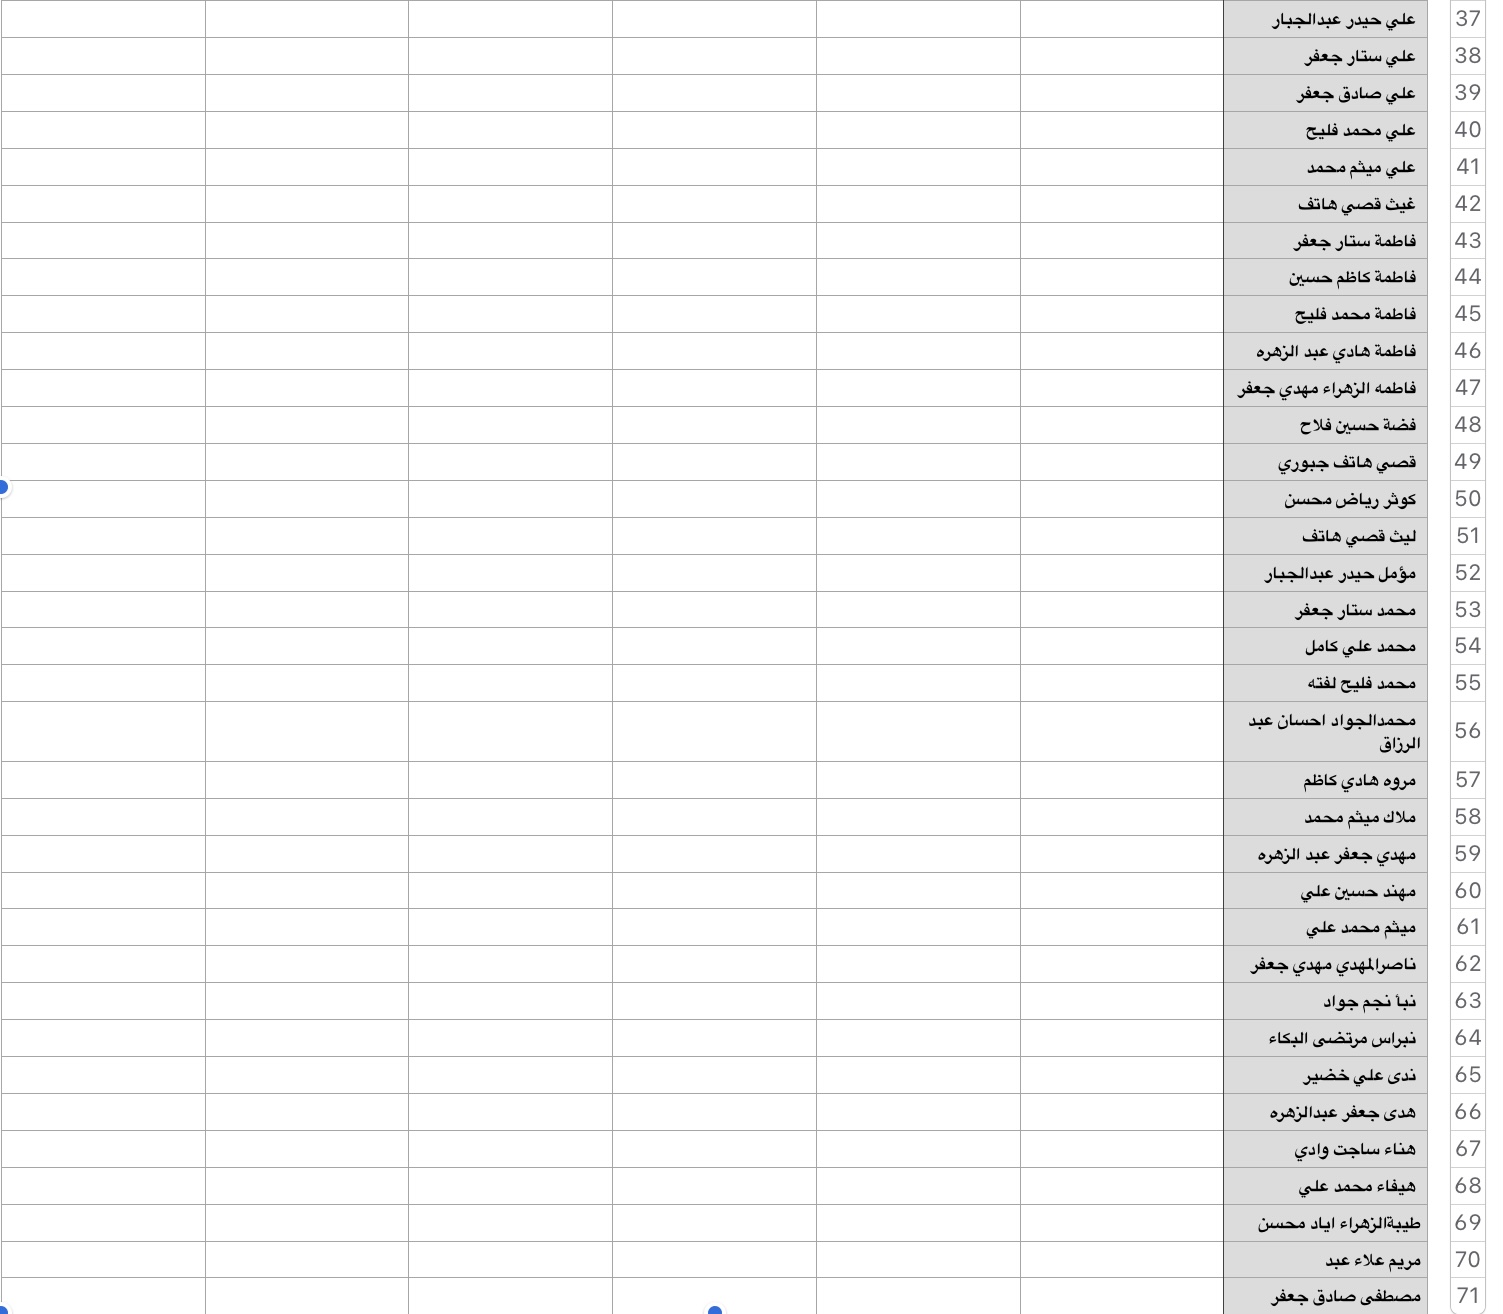 37 علي حيدر عبدالجبار
38 علي ستار جعفر
39 علي صادق جعفر
40 علي محمد فليح
41 علي ميثم محمد
42 غيث قصي هاتف
43 فاطمة ستار جعفر
44 فاطمة كاظم حسين
45 فاطمة محمد فليح
46 فاطمة هادي عبد الزهره
47 فاطمه الزهراء مهدي جعفر
48 فضة حسين فلاح
49 قصي هاتف جبوري
50 كوثر رياض محسن
51 ليث قصي هاتف
52 مؤمل حيدر عبدالجبار
53 محمد ستار جعفر
54 محمد علي كامل
55 محمد فليح لفته
56 محمدالجواد احسان عبد
الرزاق
57 مروه هادي كاظم
58 ملاك ميثم محمد
59 مهدي جعفر عبد الزهره
60 مهند حسين علي
61 ميثم محمد علي
62 ناصرالمهدي مهدي جعفر
63 نبأ نجم جواد
64 نبراس مرتضى البكاء
65 ندى علي خضير
66 هدى جعفر عبدالزهره
67 هناء ساجت وادي
68 هيفاء محمد علي
69 طيبةالزهراء اياد محسن
70 مريم علاء عبد
71 مصطفى صادق جعفر